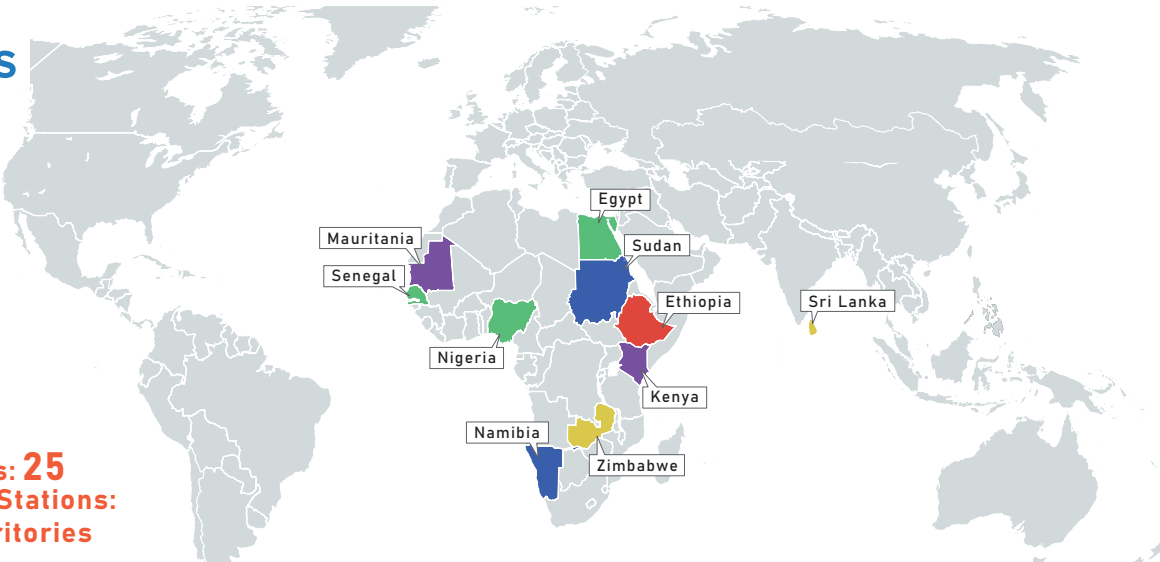 S
Egypt
Mauritania
Sudan
Senegal
Ethiopia
Sri Lanka
Nigeria
Kenya
Namibia
Zimbabwe
s: 25
Stations:
ritories